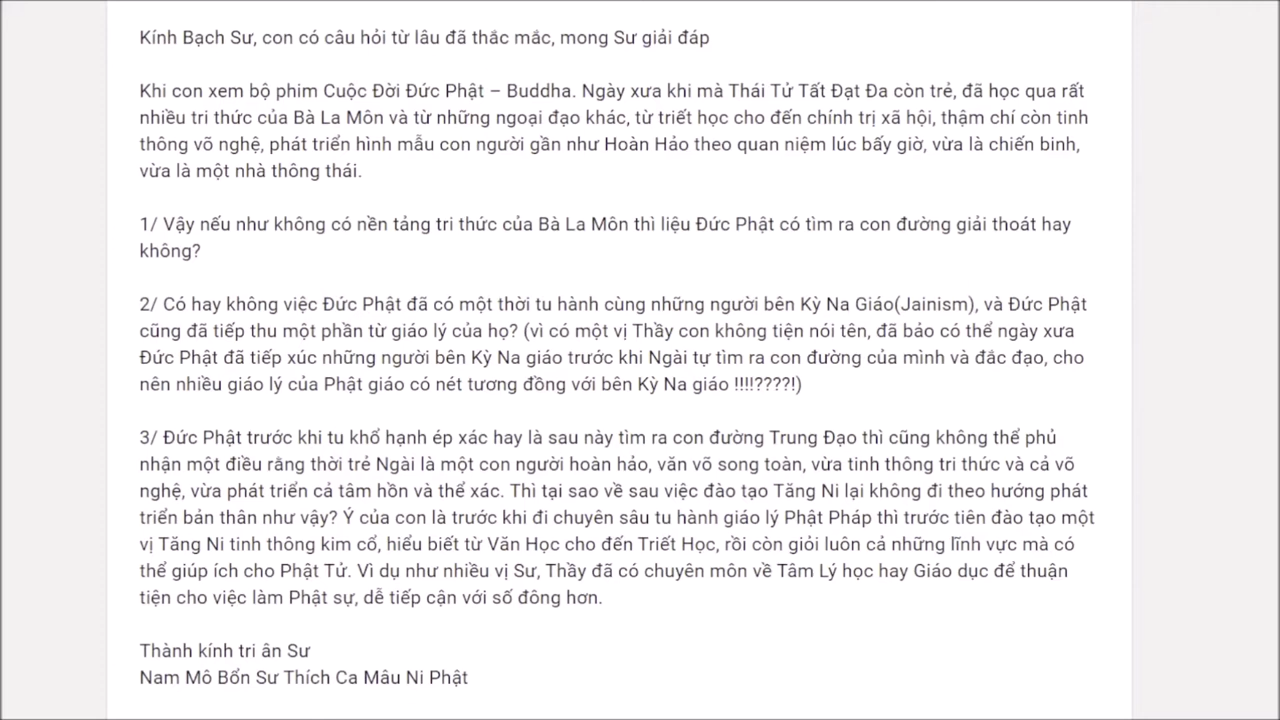 Kính Bạch Sư, con có câu hỏi từ lâu đã thắc mắc, mong Sư giải đáp
Khi con xem bộ phim Cuộc Đời Đức Phật – Buddha. Ngày xưa khi mà Thái Tử Tất Đạt Đa còn trẻ, đã học qua rất
nhiều tri thức của Bà La Môn và từ những ngoại đạo khác, từ triết học cho đến chính trị xã hội, thậm chí còn tinh
thông võ nghệ, phát triển hình mẫu con người gần như Hoàn Hảo theo quan niệm lúc bấy giờ, vừa là chiến binh,
vừa là một nhà thông thái.
1/ Vậy nếu như không có nền tảng tri thức của Bà La Môn thì liệu Đức Phật có tìm ra con đường giải thoát hay
không?
2/ Có hay không việc Đức Phật đã có một thời tu hành cùng những người bên Kỳ Na Giáo(Jainism), và Đức Phật
cũng đã tiếp thu một phần từ giáo lý của họ? (vì có một vị Thầy con không tiện nói tên, đã bảo có thể ngày xưa
Đức Phật đã tiếp xúc những người bên Kỳ Na giáo trước khi Ngài tự tìm ra con đường của mình và đắc đạo, cho
nên nhiều giáo lý của Phật giáo có nét tương đồng với bên Kỳ Na giáo !!!!????!)
3/ Đức Phật trước khi tu khổ hạnh ép xác hay là sau này tìm ra con đường Trung Đạo thì cũng không thể phủ
nhận một điều rằng thời trẻ Ngài là một con người hoàn hảo, văn võ song toàn, vừa tinh thông tri thức và cả võ
nghệ, vừa phát triển cả tâm hồn và thể xác. Thì tại sao về sau việc đào tạo Tăng Ni lại không đi theo hướng phát
triển bản thân như vậy? Ý của con là trước khi đi chuyên sâu tu hành giáo lý Phật Pháp thì trước tiên đào tạo một
vị Tăng Ni tinh thông kim cổ, hiểu biết từ Văn Học cho đến Triết Học, rồi còn giỏi luôn cả những lĩnh vực mà có
thể giúp ích cho Phật Tử. Vì dụ như nhiều vị Sư, Thầy đã có chuyên môn về Tâm Lý học hay Giáo dục để thuận
tiện cho việc làm Phật sự, dễ tiếp cận với số đông hơn.
Thành kính tri ân Sư
Nam Mô Bổn Sư Thích Ca Mâu Ni Phật